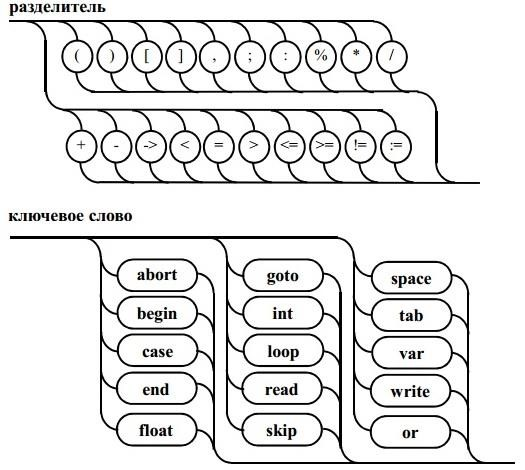 разделитель
( ) [ ] , ; : % * /
+ - -> < = > <= >= != :=
ключевое слово
abort goto space
begin int tab
case loop var
end read write
float skip or